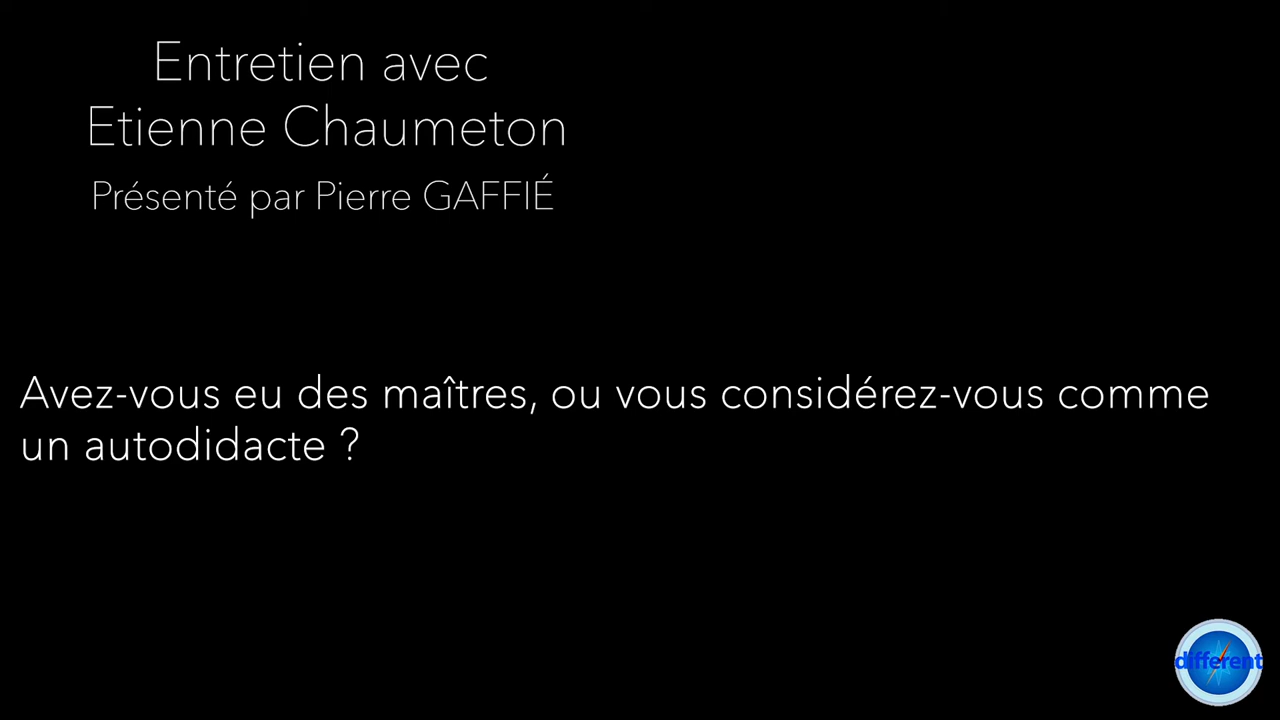 Entretien avec
Etienne Chaumeton
Présenté par Pierre GAFFIÉ
Avez-vous eu des maîtres, ou vous considérez-vous comme
un autodidacte ?
different